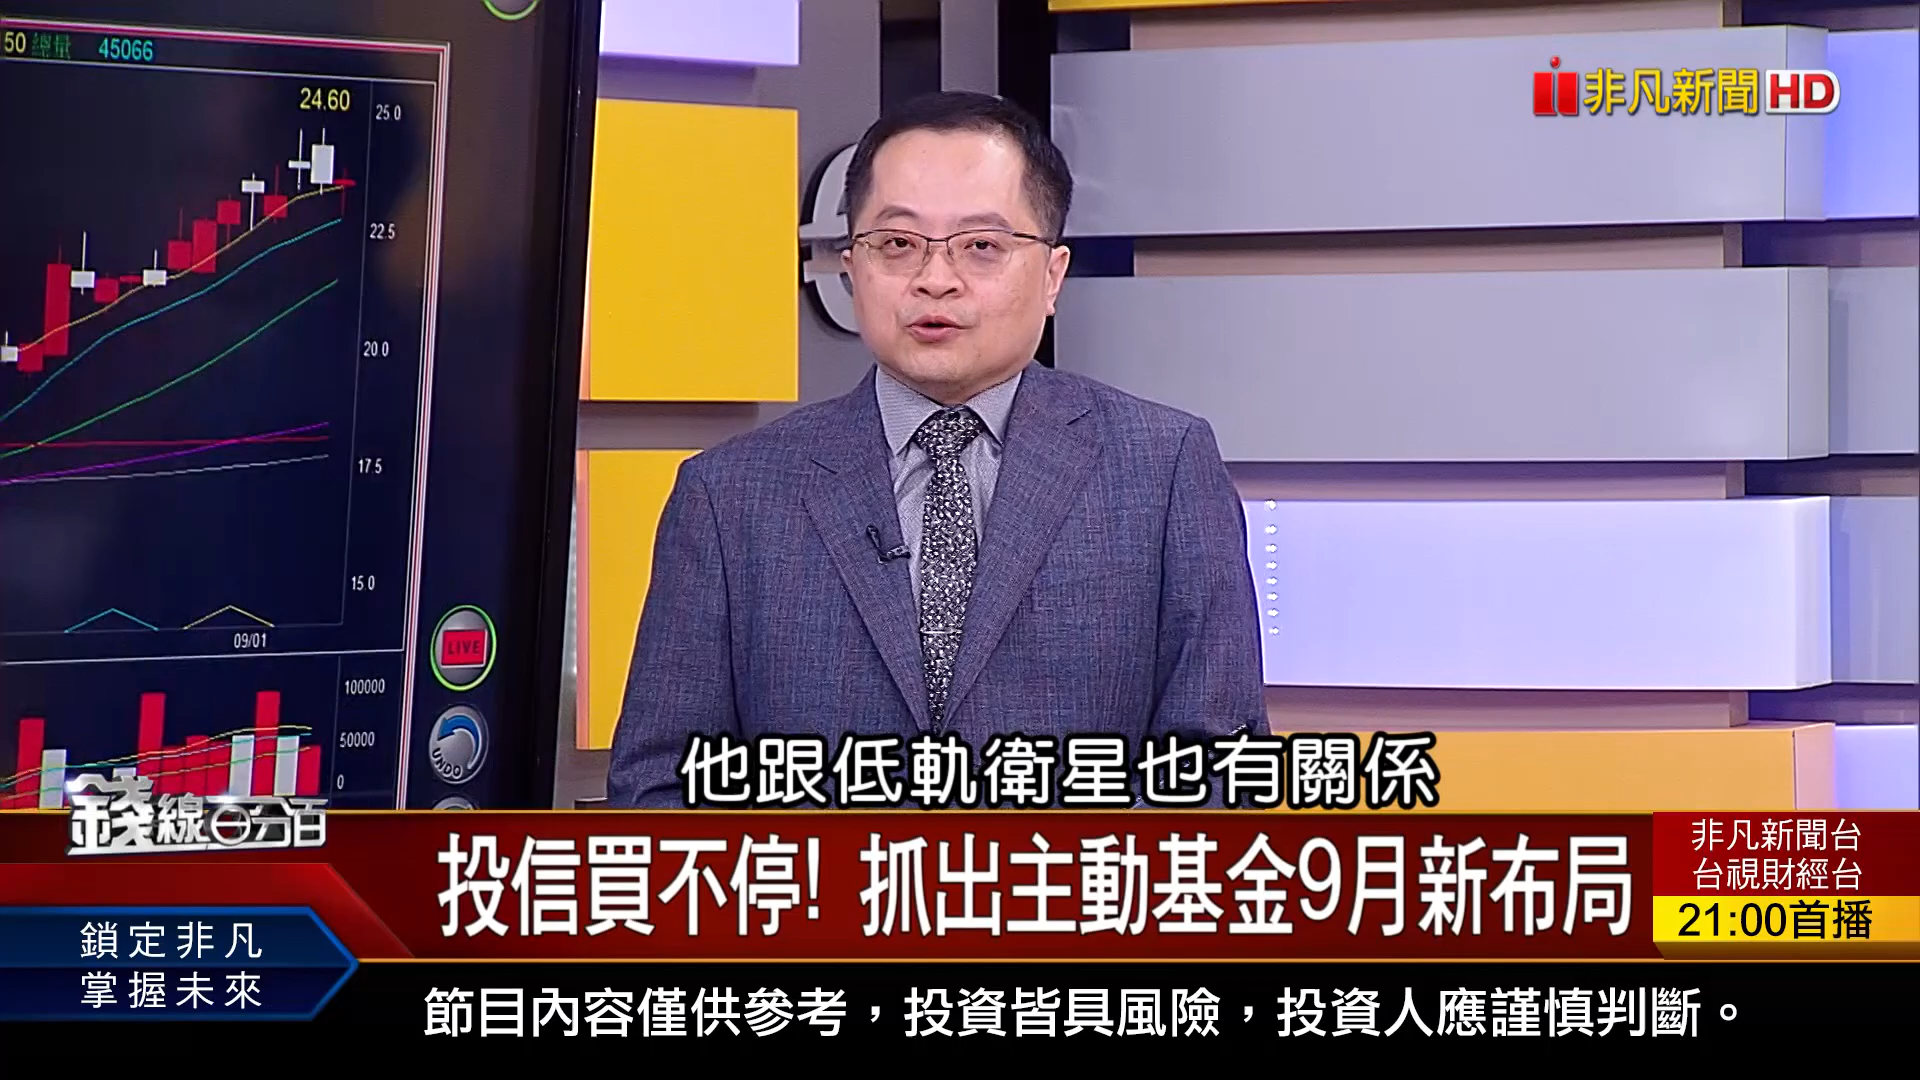 50 總量 45066
24.60
25.0
22.5
20.0
17.5
15.0
09/01
100000
50000
0
LIVE
UNDO
非凡新聞HD
他跟低軌衛星也有關係
錢線百分百
投信買不停! 抓出主動基金9月新布局
非凡新聞台
台視財經台
21:00首播
鎖定非凡
掌握未來
節目內容僅供參考，投資皆具風險，投資人應謹慎判斷。